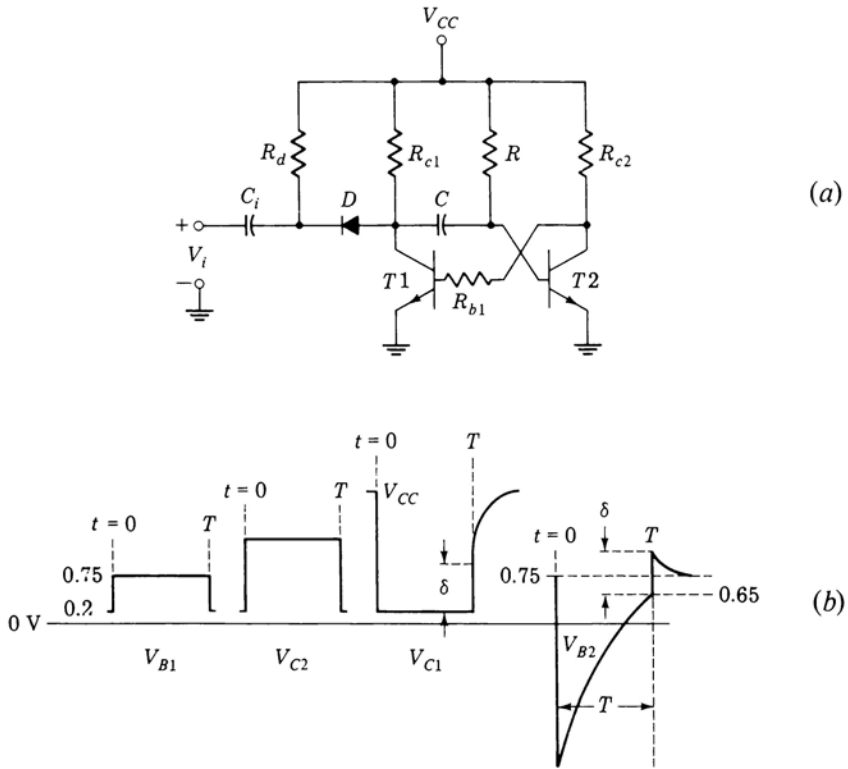 V_CC
R_d R_c1 R R_c2
(a)
C_i D C
+
V_i T1 T2
−
R_b1
t = 0 T
t = 0 T V_CC δ
t = 0 T t = 0 T
0.75 δ 0.75
0.2 0.65
0 V (b)
V_B1 V_C2 V_C1 V_B2
T